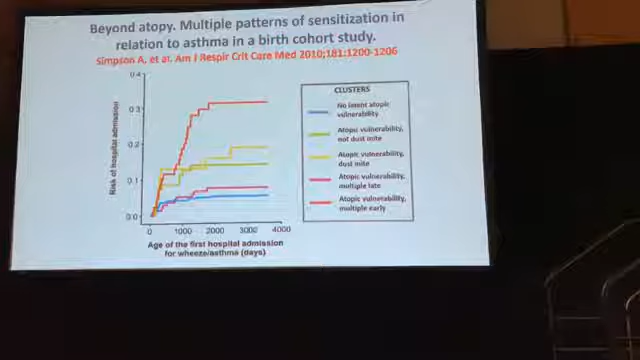 Beyond atopy. Multiple patterns of sensitization in
relation to asthma in a birth cohort study.
Simpson A, et at. Am J Respir Crit Care Med 2010;181:1200-1206
0.4
0.3
0.2
0.1
0.0
Risk of hospital admission
0 1000 2000 3000 4000
Age of the first hospital admission
for wheeze/asthma (days)
CLUSTERS
No latent atopic
vulnerability
Atopic vulnerability,
not dust mite
Atopic vulnerability,
dust mite
Atopic vulnerability,
multiple late
Atopic vulnerability,
multiple early